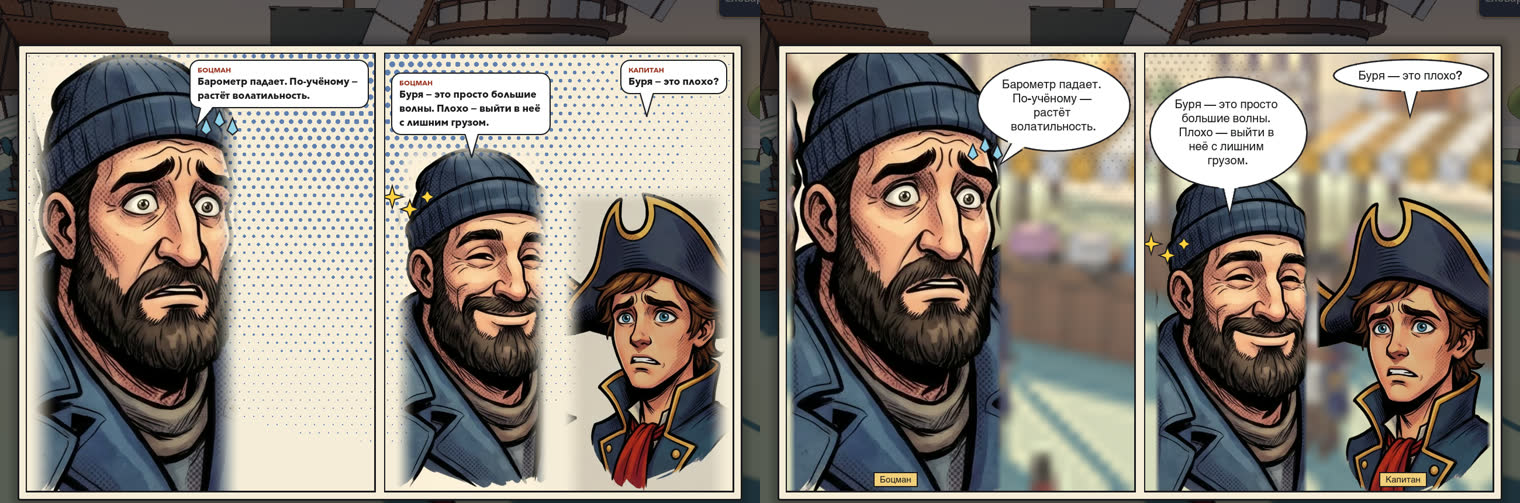 БОЦМАН
Барометр падает. По-учёному –
растёт волатильность.
БОЦМАН
Буря – это просто большие
волны. Плохо – выйти в неё
с лишним грузом.
КАПИТАН
Буря – это плохо?
Барометр падает.
По-учёному —
растёт
волатильность.
Боцман
Буря — это просто
большие волны.
Плохо — выйти в
неё с лишним
грузом.
Буря — это плохо?
Капитан